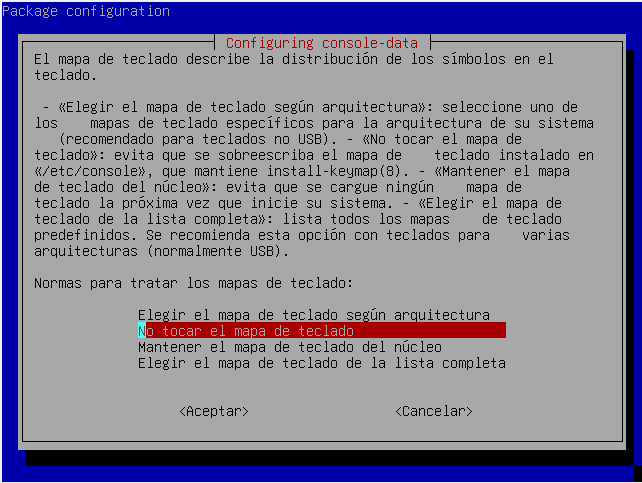 Package configuration
Configuring console-data
El mapa de teclado describe la distribución de los símbolos en el
teclado.
- «Elegir el mapa de teclado según arquitectura»: seleccione uno de
los    mapas de teclado específicos para la arquitectura de su sistema
(recomendado para teclados no USB). - «No tocar el mapa de
teclado»: evita que se sobreescriba el mapa de    teclado instalado en
«/etc/console», que mantiene install-keymap(8). - «Mantener el mapa
de teclado del núcleo»: evita que se cargue ningún    mapa de
teclado la próxima vez que inicie su sistema. - «Elegir el mapa de
teclado de la lista completa»: lista todos los mapas    de teclado
predefinidos. Se recomienda esta opción con teclados para    varias
arquitecturas (normalmente USB).
Normas para tratar los mapas de teclado:
Elegir el mapa de teclado según arquitectura
No tocar el mapa de teclado
Mantener el mapa de teclado del núcleo
Elegir el mapa de teclado de la lista completa
<Aceptar>    <Cancelar>